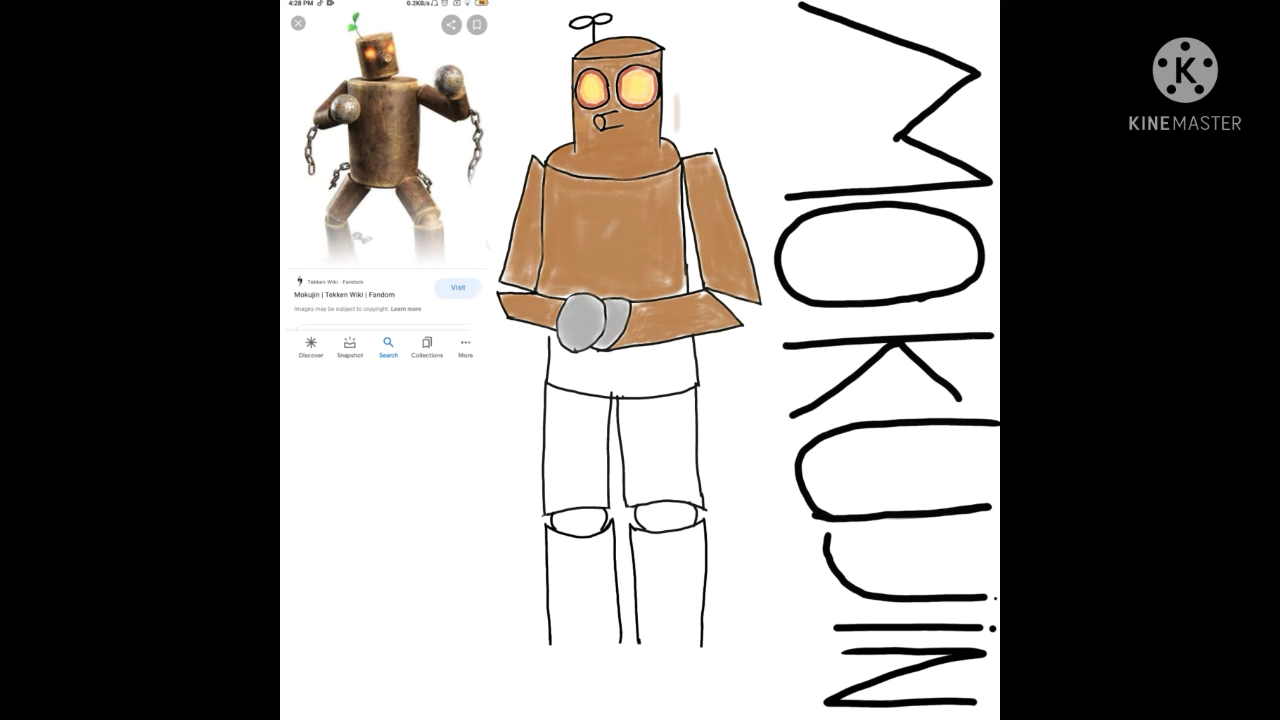 4:28 PM
0.2KB/s
Tekken Wiki - Fandom
Mokujin | Tekken Wiki | Fandom
Visit
Images may be subject to copyright. Learn more
Discover
Snapshot
Search
Collections
More
MOKUJiN
K
KINEMASTER